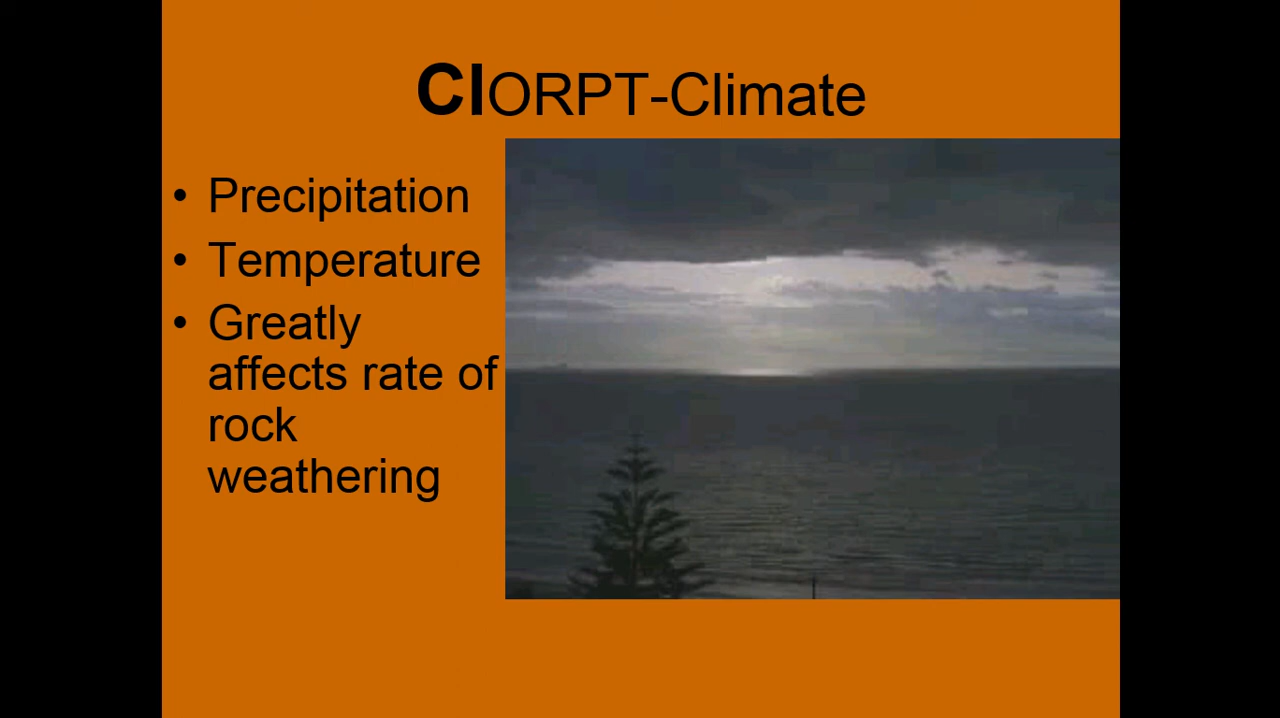 ClORPT-Climate
• Precipitation
• Temperature
• Greatly
affects rate of
rock
weathering